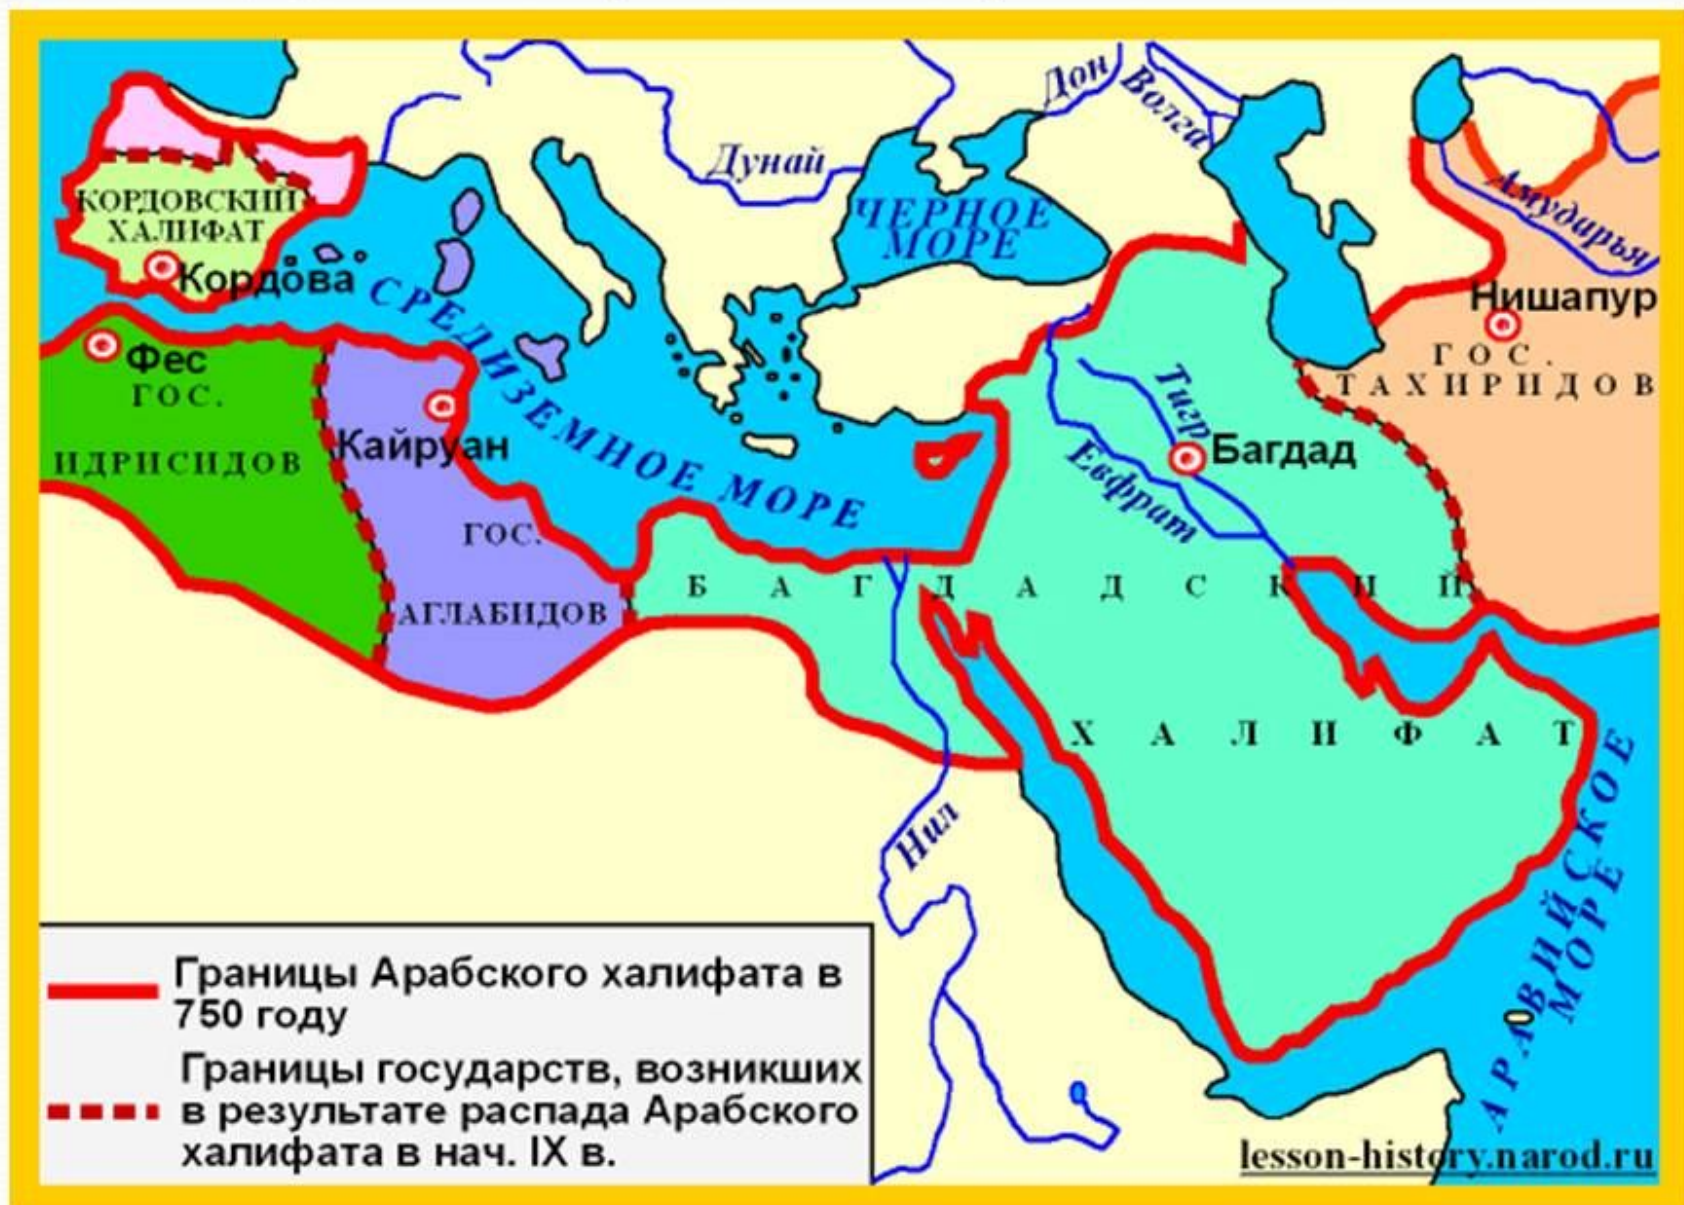 Дон
Волга
Дунай
ЧЕРНОЕ
МОРЕ
Амударья
КОРДОВСКИЙ
ХАЛИФАТ
Кордова
СРЕДИЗЕМНОЕ МОРЕ
Нишапур
ГОС.
ТАХИРИДОВ
Фес
ГОС.
ИДРИСИДОВ
Кайруан
ГОС.
АГЛАБИДОВ
Тигр
Багдад
Евфрат
БАГДАДСКИЙ
ХАЛИФАТ
Нил
АРАВИЙСКОЕ
МОРЕ
Границы Арабского халифата в
750 году
Границы государств, возникших
в результате распада Арабского
халифата в нач. IX в.
lesson-history.narod.ru